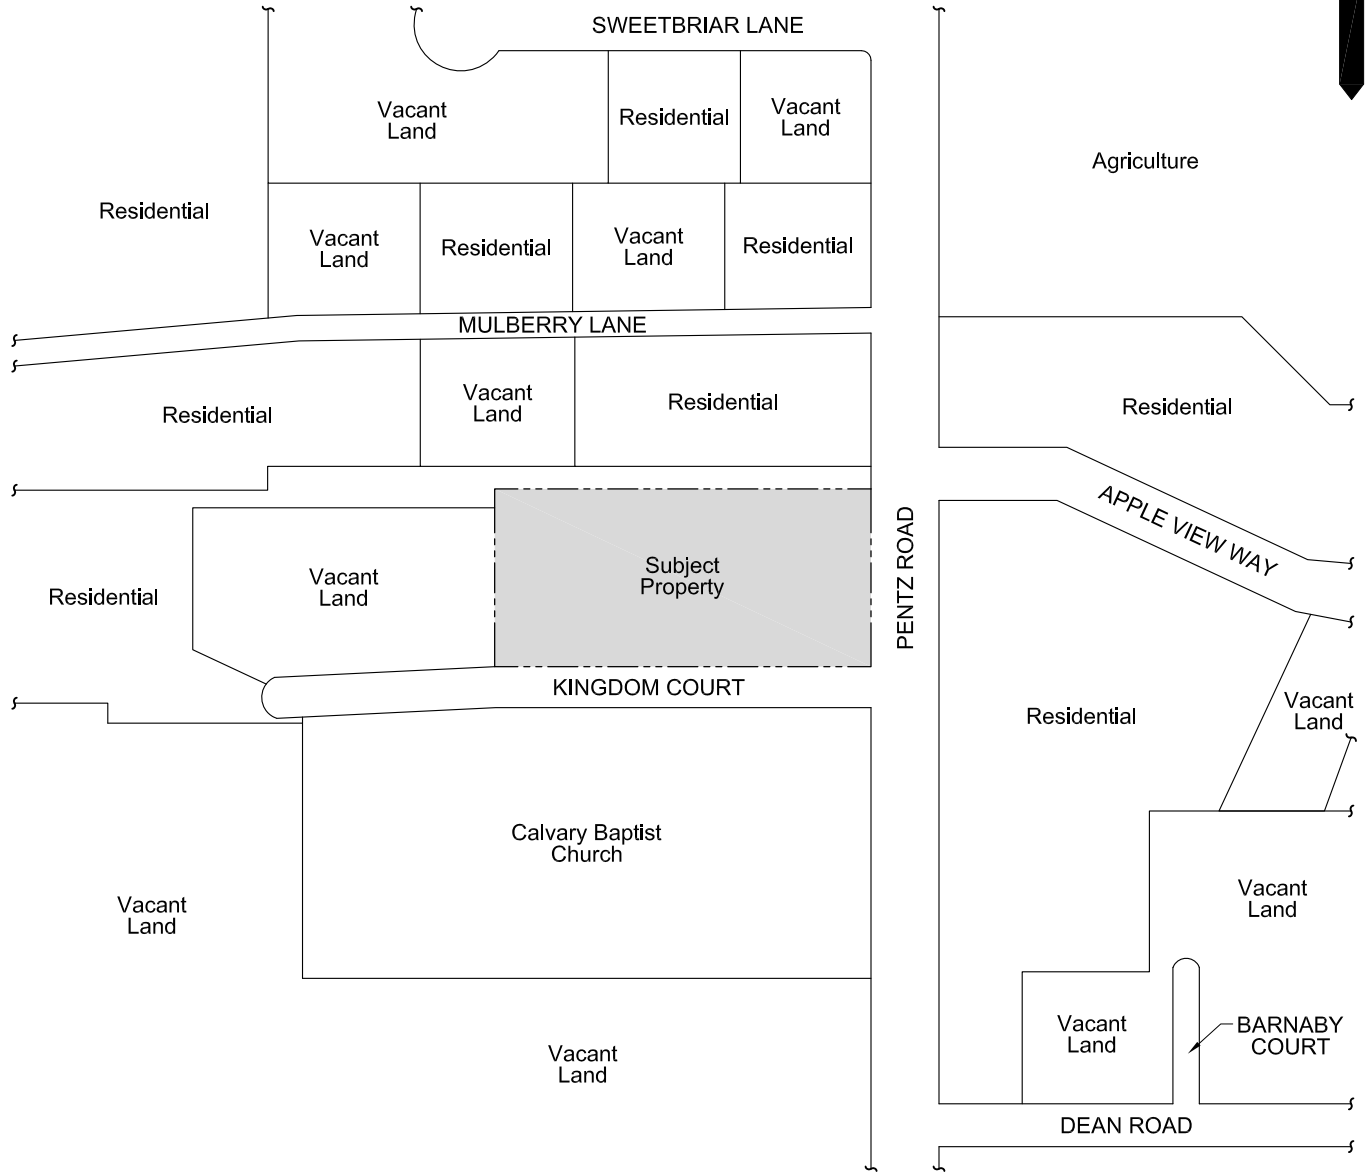 SWEETBRIAR LANE
Vacant
Land
Residential
Vacant
Land
Agriculture
Residential
Vacant
Land
Residential
Vacant
Land
Residential
MULBERRY LANE
Residential
Vacant
Land
Residential
Residential
APPLE VIEW WAY
PENTZ ROAD
Subject
Property
Vacant
Land
Residential
KINGDOM COURT
Residential
Vacant
Land
Calvary Baptist
Church
Vacant
Land
Vacant
Land
Vacant
Land
Vacant
Land
BARNABY
COURT
DEAN ROAD